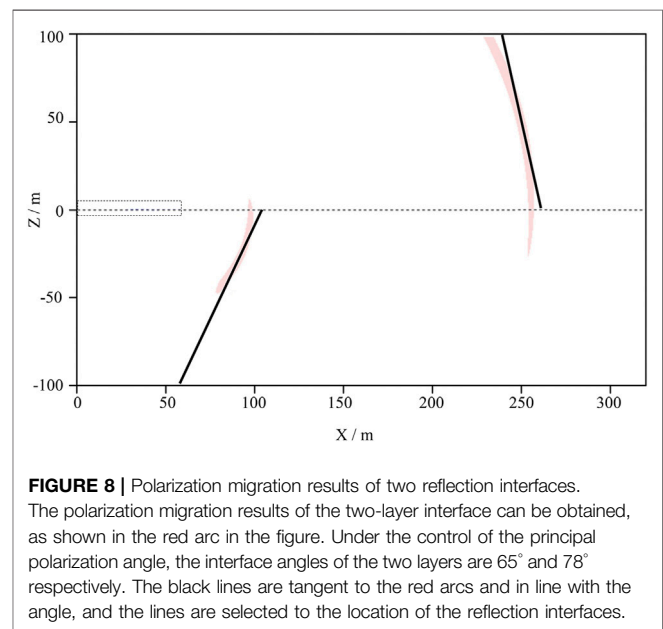 100
50
0
-50
-100
Z / m
0 50 100 150 200 250 300
X / m
FIGURE 8 | Polarization migration results of two reflection interfaces.
The polarization migration results of the two-layer interface can be obtained,
as shown in the red arc in the figure. Under the control of the principal
polarization angle, the interface angles of the two layers are 65° and 78°
respectively. The black lines are tangent to the red arcs and in line with the
angle, and the lines are selected to the location of the reflection interfaces.